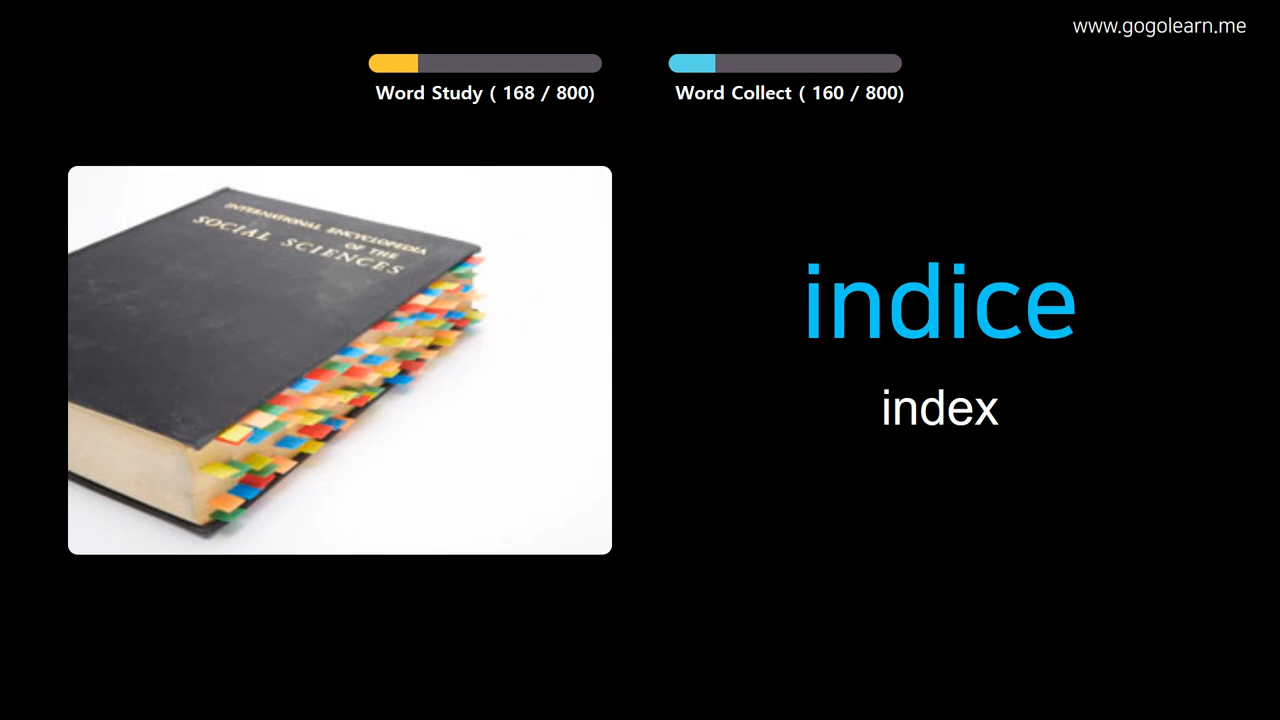 www.gogolearn.me
Word Study ( 168 / 800)
Word Collect ( 160 / 800)
INTERNATIONAL ENCYCLOPEDIA
OF THE
SOCIAL SCIENCES
indice
index